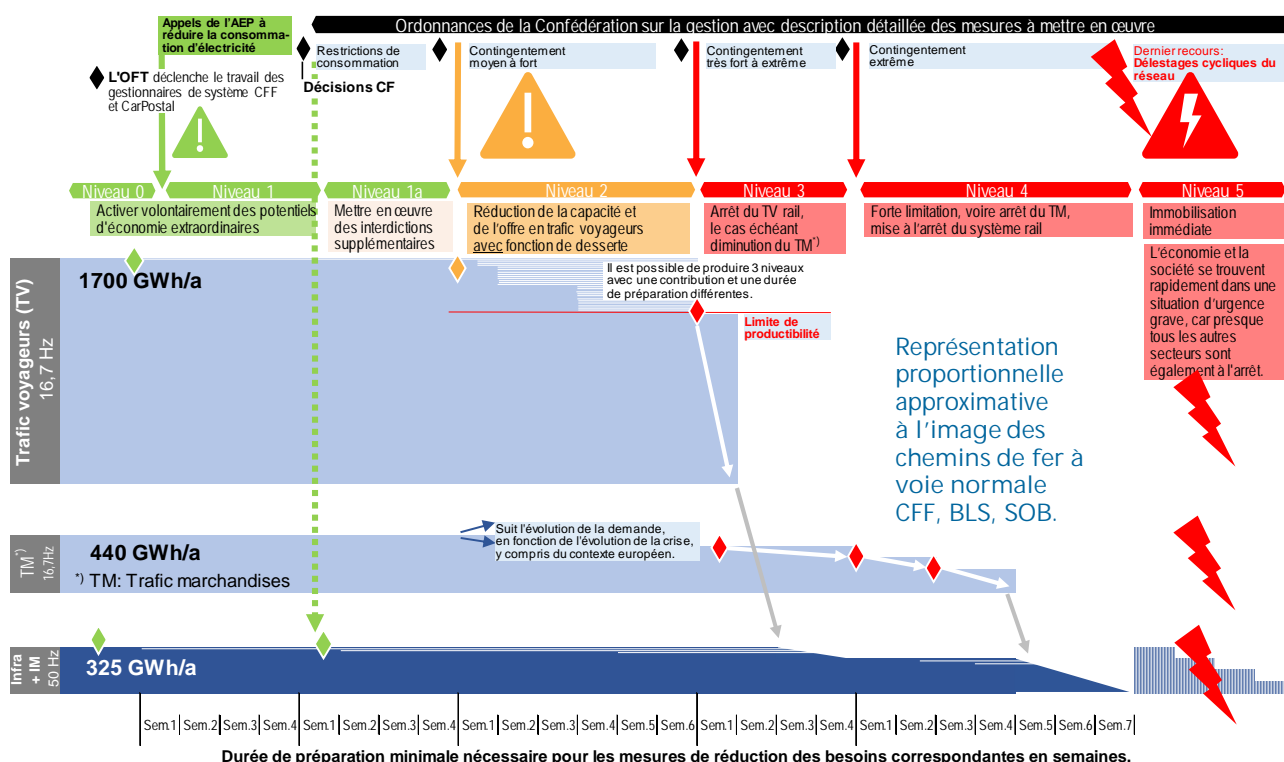 Appels de l'AEP à
réduire la consomma-
tion d'électricité
Ordonnances de la Confédération sur la gestion avec description détaillée des mesures à mettre en œuvre
L'OFT déclenche le travail des
gestionnaires de système CFF
et CarPostal
Restrictions de
consommation
Décisions CF
Contingentement
moyen à fort
Contingentement
très fort à extrême
Contingentement
extrême
Dernier recours:
Délestages cycliques du
réseau
Niveau 0
Niveau 1
Niveau 1a
Niveau 2
Niveau 3
Niveau 4
Niveau 5
Activer volontairement des potentiels
d'économie extraordinaires
Mettre en œuvre
des interdictions
supplémentaires
Réduction de la capacité et
de l'offre en trafic voyageurs
avec fonction de desserte
Arrêt du TV rail,
le cas échéant
diminution du TM*)
Forte limitation, voire arrêt du TM,
mise à l'arrêt du système rail
Immobilisation
immédiate
L'économie et la
société se trouvent
rapidement dans une
situation d'urgence
grave, car presque
tous les autres
secteurs sont
également à l'arrêt.
Trafic voyageurs (TV)
16,7 Hz
1700 GWh/a
Il est possible de produire 3 niveaux
avec une contribution et une durée
de préparation différentes.
Limite de
productibilité
Représentation
proportionnelle
approximative
à l'image des
chemins de fer à
voie normale
CFF, BLS, SOB.
TM*)
16,7Hz
440 GWh/a
*) TM: Trafic marchandises
Suit l'évolution de la demande,
en fonction de l'évolution de la crise,
y compris du contexte européen.
Infra
+ IM
50 Hz
325 GWh/a
Sem.1 Sem.2 Sem.3 Sem.4 Sem.1 Sem.2 Sem.3 Sem.4 Sem.1 Sem.2 Sem.3 Sem.4 Sem.5 Sem.6 Sem.1 Sem.2 Sem.3 Sem.4 Sem.1 Sem.2 Sem.3 Sem.4 Sem.5 Sem.6 Sem.7
Durée de préparation minimale nécessaire pour les mesures de réduction des besoins correspondantes en semaines.